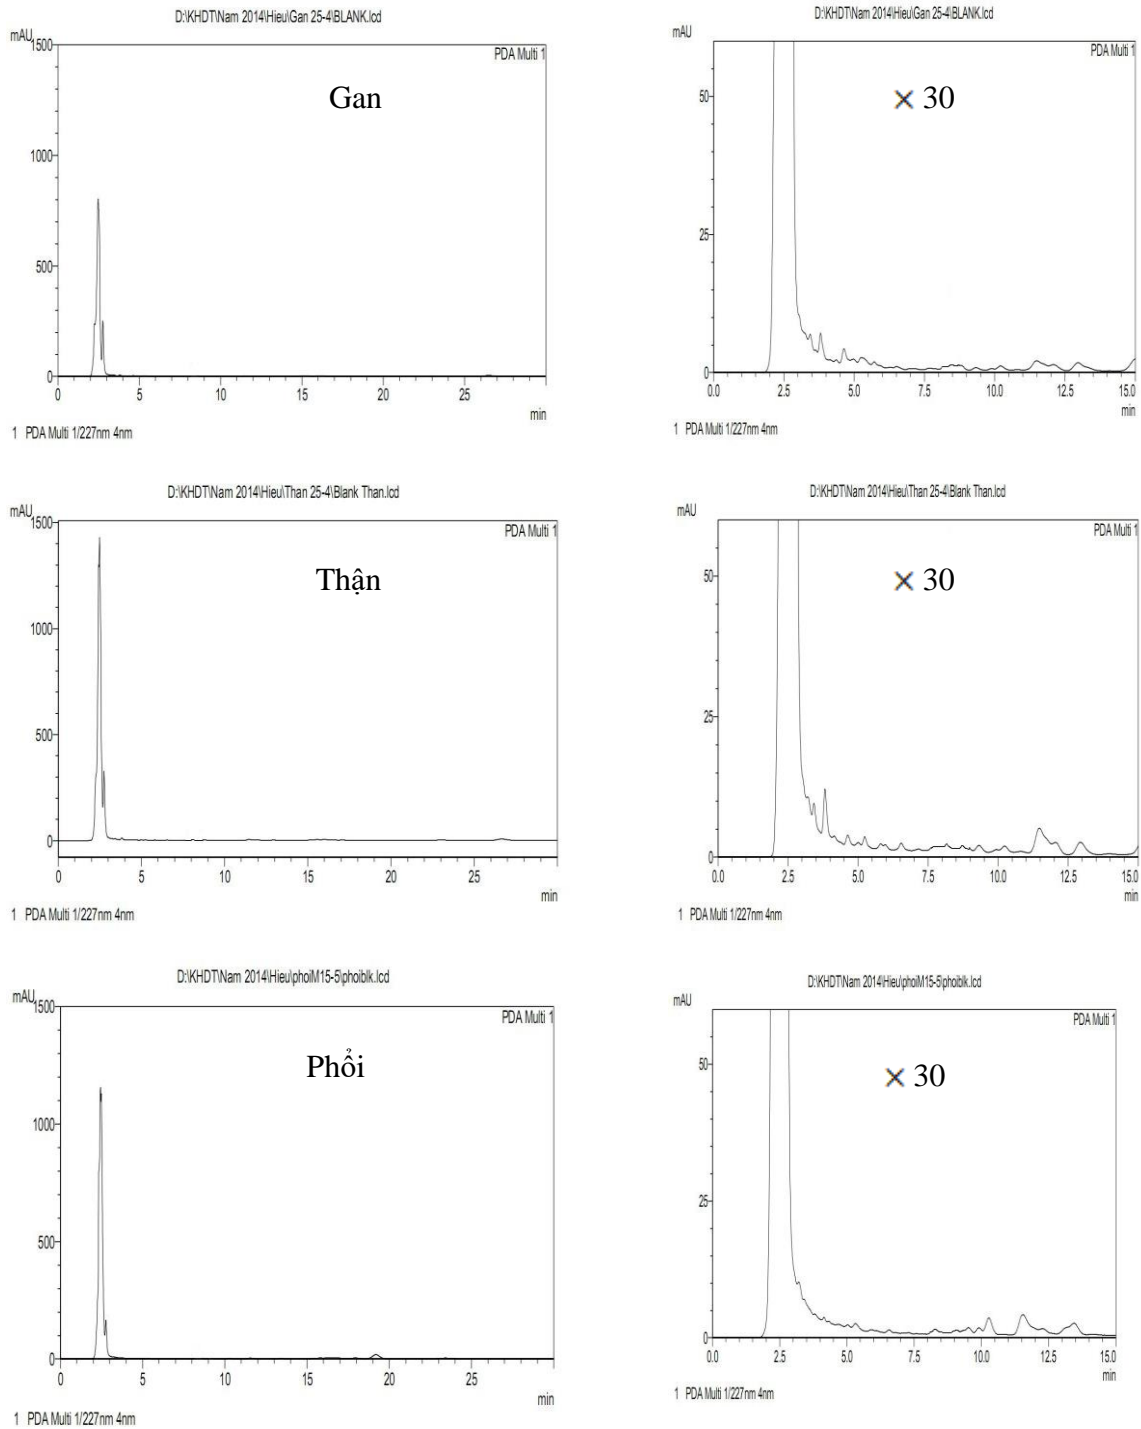 D:\KHDT\Nam 2014\Hieu\Gan 25-4\BLANK.lcd
mAU
1500
PDA Multi 1
Gan
1000
500
0
0 5 10 15 20 25
min
1 PDA Multi 1/227nm 4nm
D:\KHDT\Nam 2014\Hieu\Gan 25-4\BLANK.lcd
mAU
PDA Multi 1
50
× 30
25
0
0.0 2.5 5.0 7.5 10.0 12.5 15.0
min
1 PDA Multi 1/227nm 4nm
D:\KHDT\Nam 2014\Hieu\Than 25-4\Blank Than.lcd
mAU
1500
PDA Multi 1
Thận
1000
500
0
0 5 10 15 20 25
min
1 PDA Multi 1/227nm 4nm
D:\KHDT\Nam 2014\Hieu\Than 25-4\Blank Than.lcd
mAU
PDA Multi 1
50
× 30
25
0
0.0 2.5 5.0 7.5 10.0 12.5 15.0
min
1 PDA Multi 1/227nm 4nm
D:\KHDT\Nam 2014\Hieu\phoiM15-5\phoiblk.lcd
mAU
1500
PDA Multi 1
Phổi
1000
500
0
0 5 10 15 20 25
min
1 PDA Multi 1/227nm 4nm
D:\KHDT\Nam 2014\Hieu\phoiM15-5\phoiblk.lcd
mAU
PDA Multi 1
50
× 30
25
0
0.0 2.5 5.0 7.5 10.0 12.5 15.0
min
1 PDA Multi 1/227nm 4nm